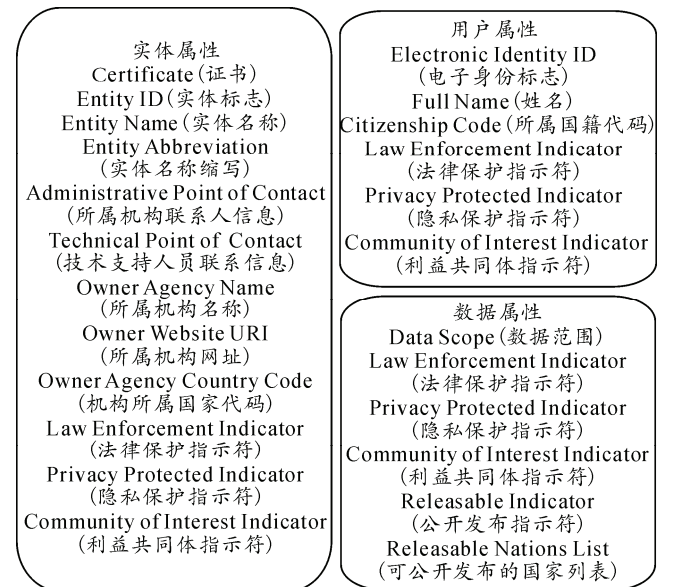 实体属性
Certificate(证书)
Entity ID(实体标志)
Entity Name(实体名称)
Entity Abbreviation
(实体名称缩写)
Administrative Point of Contact
(所属机构联系人信息)
Technical Point of Contact
(技术支持人员联系信息)
Owner Agency Name
(所属机构名称)
Owner Website URI
(所属机构网址)
Owner Agency Country Code
(机构所属国家代码)
Law Enforcement Indicator
(法律保护指示符)
Privacy Protected Indicator
(隐私保护指示符)
Community of Interest Indicator
(利益共同体指示符)
用户属性
Electronic Identity ID
(电子身份标志)
Full Name(姓名)
Citizenship Code(所属国籍代码)
Law Enforcement Indicator
(法律保护指示符)
Privacy Protected Indicator
(隐私保护指示符)
Community of Interest Indicator
(利益共同体指示符)
数据属性
Data Scope(数据范围)
Law Enforcement Indicator
(法律保护指示符)
Privacy Protected Indicator
(隐私保护指示符)
Community of Interest Indicator
(利益共同体指示符)
Releasable Indicator
(公开发布指示符)
Releasable Nations List
(可公开发布的国家列表)